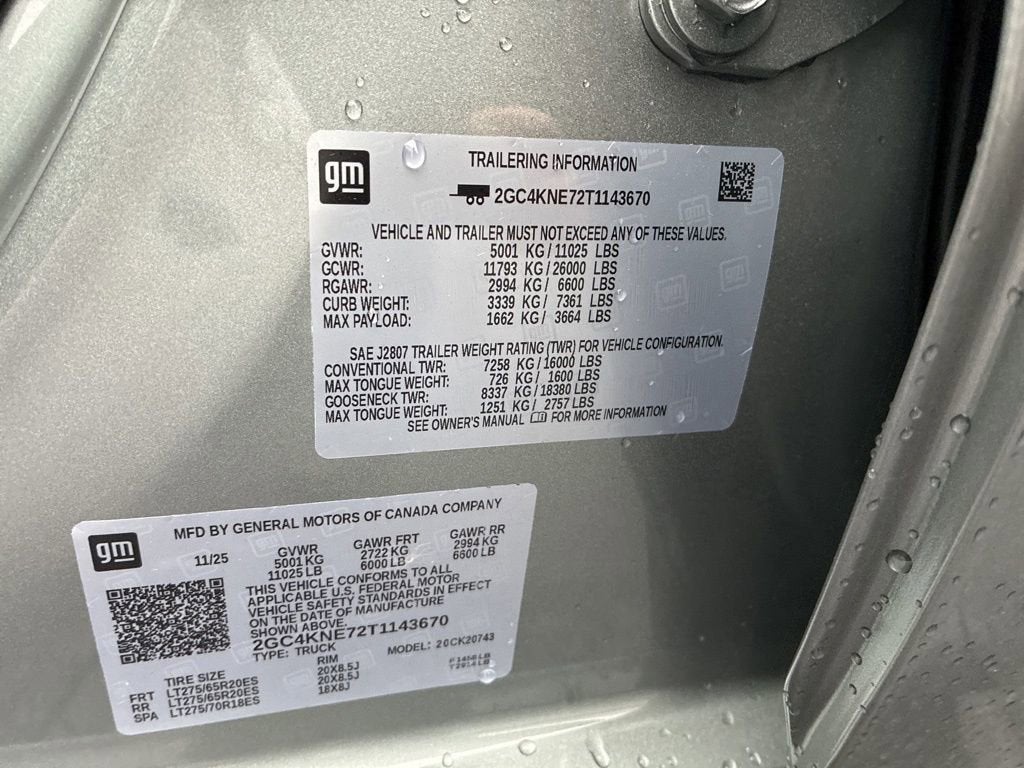 gm
TRAILERING INFORMATION
2GC4KNE72T1143670
VEHICLE AND TRAILER MUST NOT EXCEED ANY OF THESE VALUES.
GVWR: 5001 KG / 11025 LBS
GCWR: 11793 KG / 26000 LBS
RGAWR: 2994 KG / 6600 LBS
CURB WEIGHT: 3339 KG / 7361 LBS
MAX PAYLOAD: 1662 KG / 3664 LBS
SAE J2807 TRAILER WEIGHT RATING (TWR) FOR VEHICLE CONFIGURATION.
CONVENTIONAL TWR: 7258 KG / 16000 LBS
MAX TONGUE WEIGHT: 726 KG / 1600 LBS
GOOSENECK TWR: 8337 KG / 18380 LBS
MAX TONGUE WEIGHT: 1251 KG / 2757 LBS
SEE OWNER'S MANUAL FOR MORE INFORMATION
gm
MFD BY GENERAL MOTORS OF CANADA COMPANY
11/25 GVWR GAWR FRT GAWR RR
5001 KG 2722 KG 2994 KG
11025 LB 6000 LB 6600 LB
THIS VEHICLE CONFORMS TO ALL
APPLICABLE U.S. FEDERAL MOTOR
VEHICLE SAFETY STANDARDS IN EFFECT
ON THE DATE OF MANUFACTURE
SHOWN ABOVE.
2GC4KNE72T1143670
TYPE: TRUCK MODEL: 20CK20743
TIRE SIZE RIM
FRT LT275/65R20ES 20X8.5J
RR LT275/65R20ES 20X8.5J
SPA LT275/70R18ES 18X8J